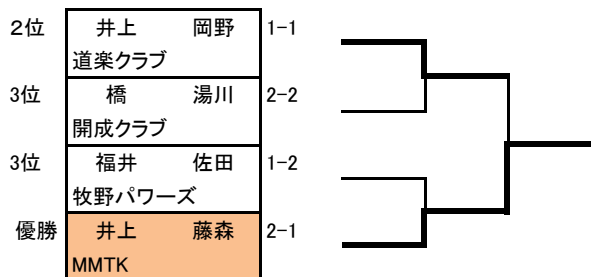 2位 井上 岡野 1-1
道楽クラブ
3位 橋 湯川 2-2
開成クラブ
3位 福井 佐田 1-2
牧野パワーズ
優勝 井上 藤森 2-1
MMTK